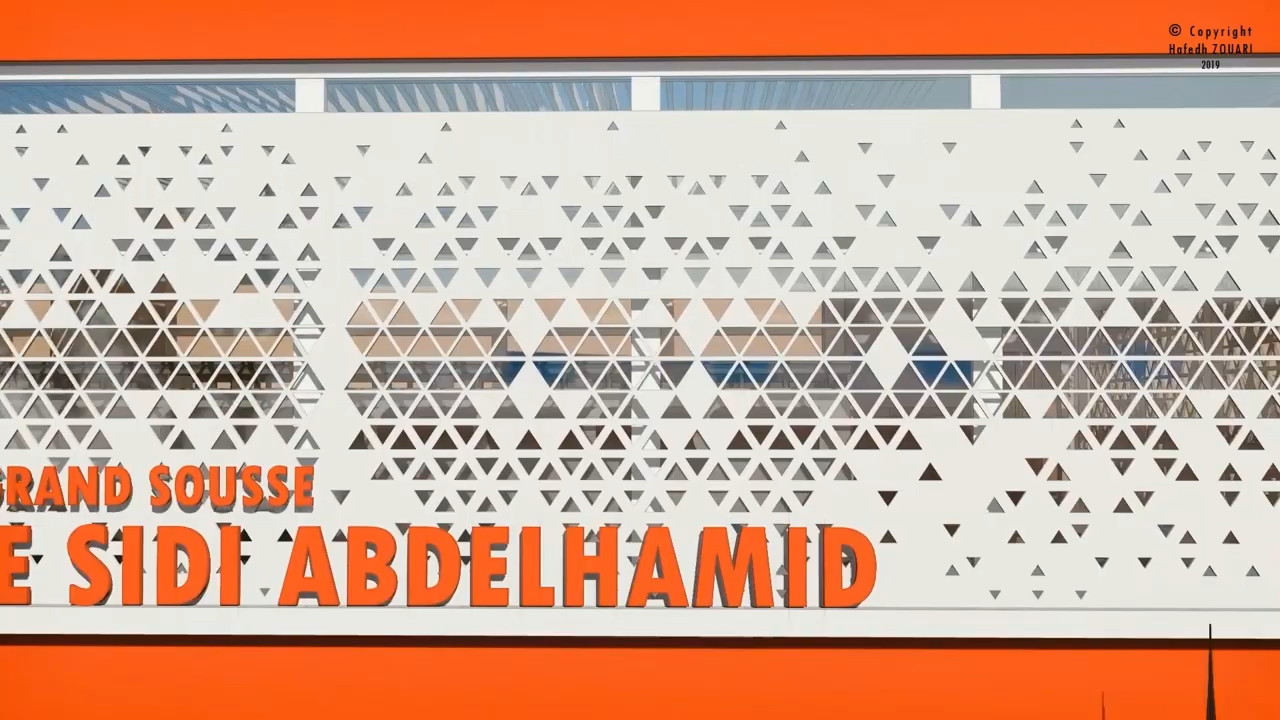 © Copyright
Hafedh ZOUARI
2019
GRAND SOUSSE
E SIDI ABDELHAMID